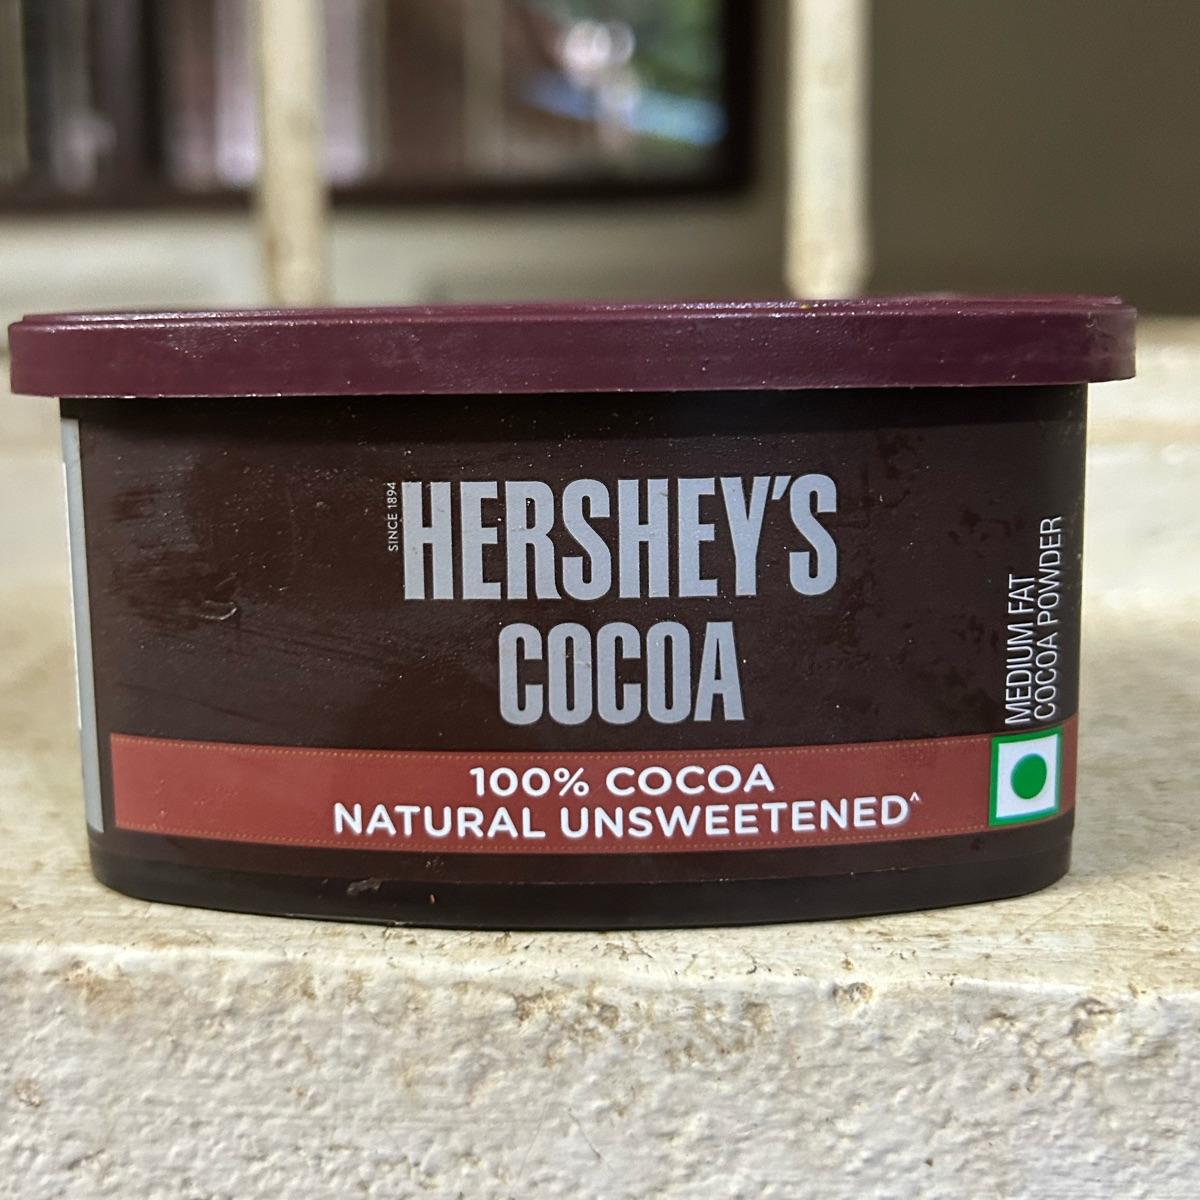 SINCE 1894
HERSHEY'S
COCOA
100% COCOA
NATURAL UNSWEETENED^
MEDIUM FAT
COCOA POWDER